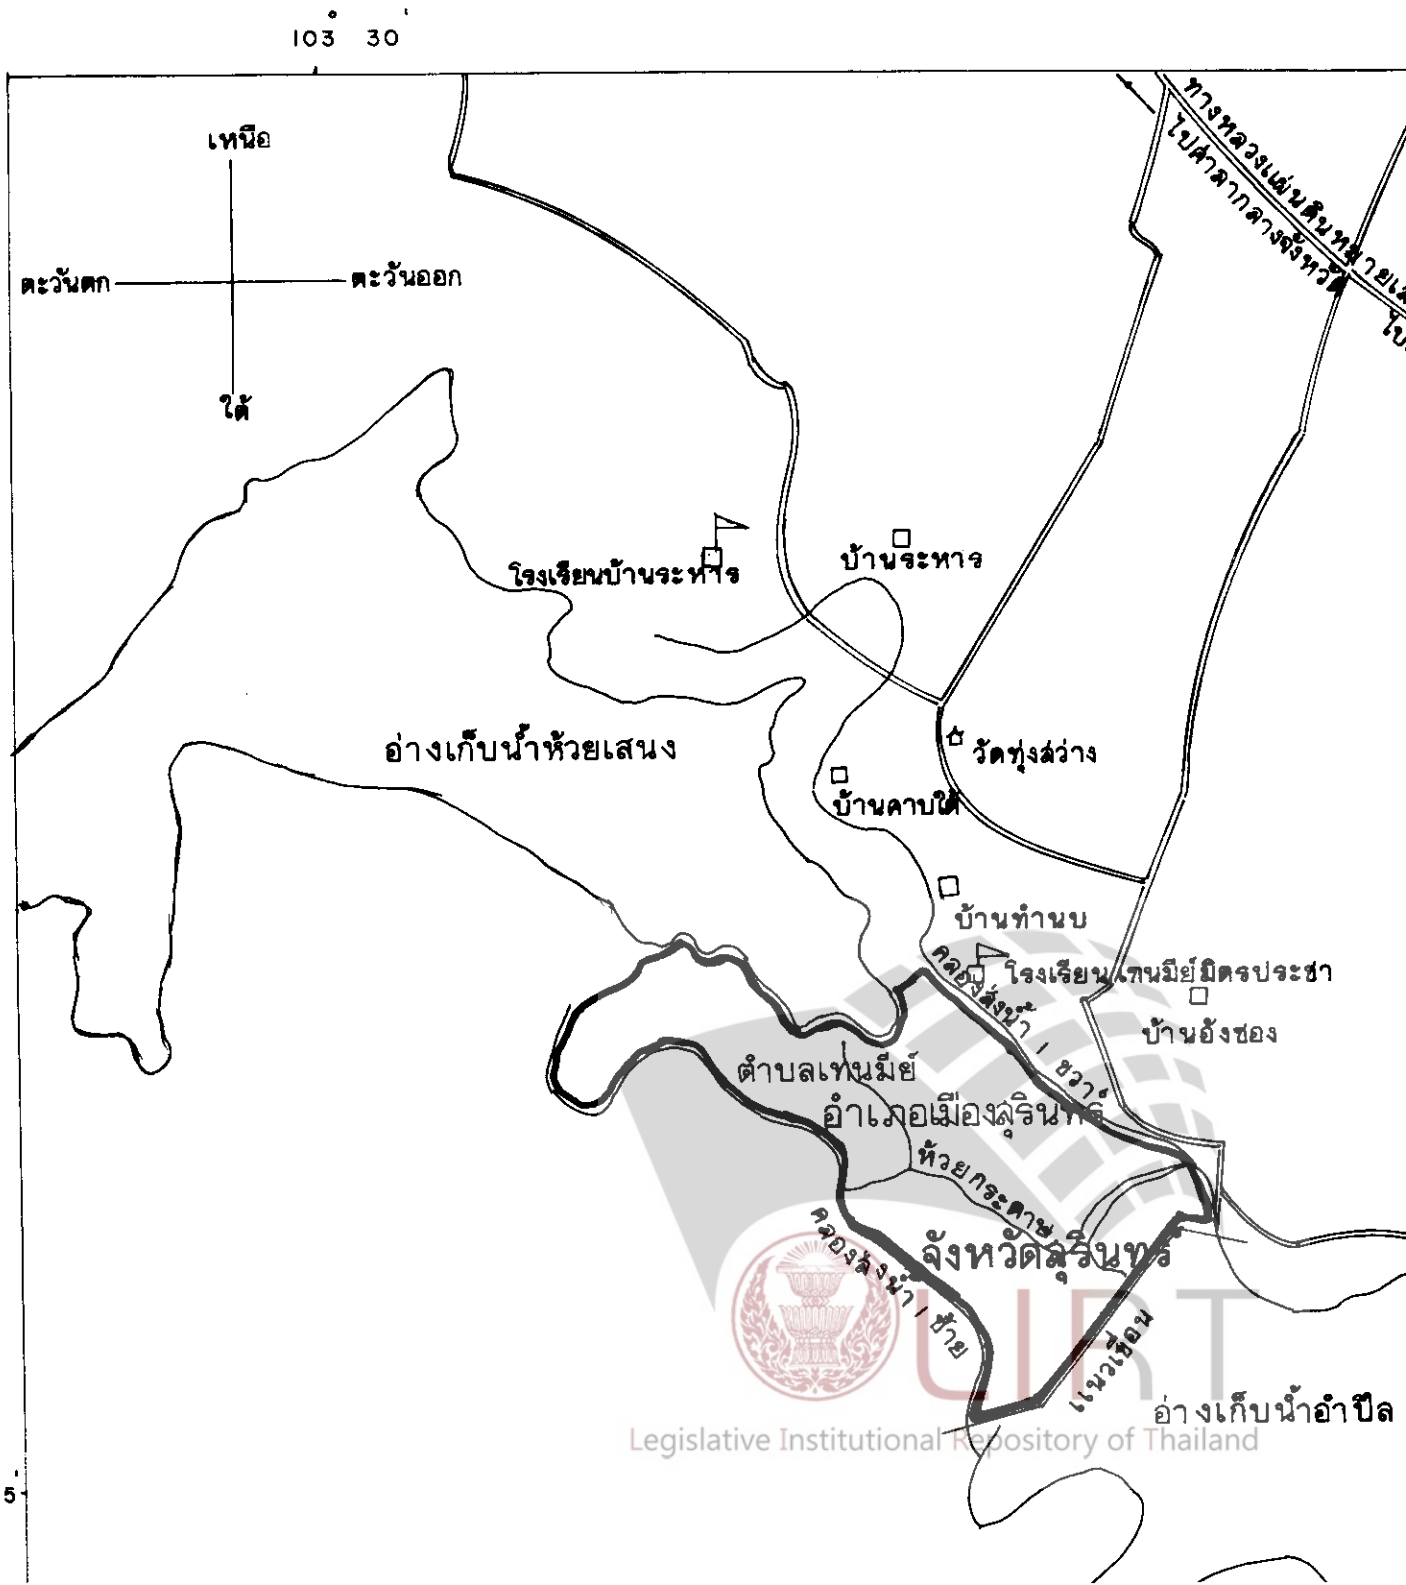 103° 30'
เหนือ
ตะวันตก
ตะวันออก
ใต้
ทางหลวงแผ่นดินหมายเล
ไปศาลากลางจังหวัด
ไป
โรงเรียนบ้านระหาร
บ้านระหาร
อ่างเก็บน้ำห้วยเสนง
วัดทุ่งสว่าง
บ้านคาบใต้
บ้านทำนบ
โรงเรียนเทนมีย์มิตรประชา
คลองส่งน้ำ 1 ขวา
บ้านอังซอง
ตำบลเทนมีย์
อำเภอเมืองสุรินทร์
ห้วยกระดาษ
จังหวัดสุรินทร์
คลองส่งน้ำ 1 ซ้าย
แนวเขื่อน
อ่างเก็บน้ำอำปึล
LIRT
Legislative Institutional Repository of Thailand
5'